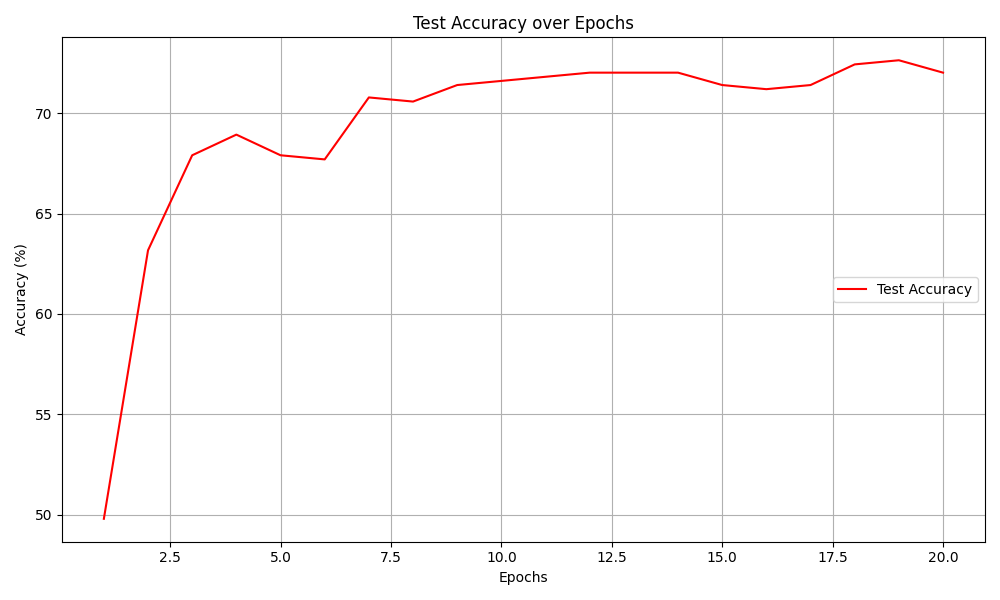 Test Accuracy over Epochs
Accuracy (%)
70
65
60
55
50
Test Accuracy
2.5 5.0 7.5 10.0 12.5 15.0 17.5 20.0
Epochs